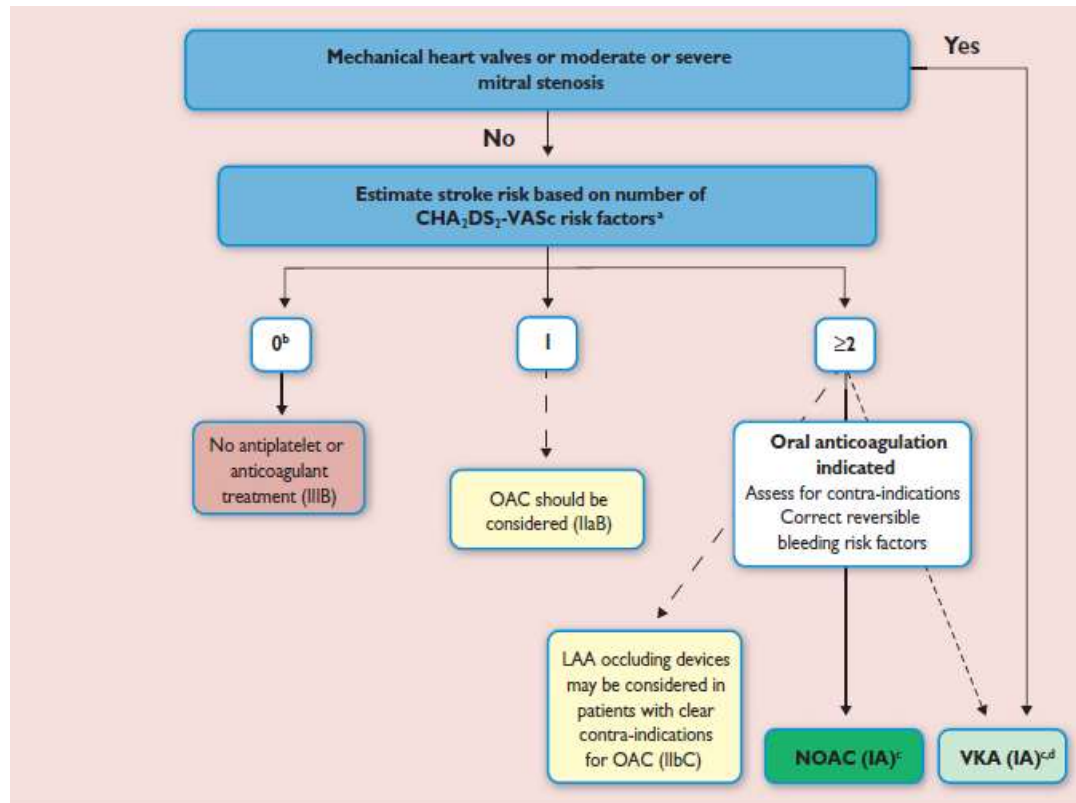 Mechanical heart valves or moderate or severe
mitral stenosis
Yes
No
Estimate stroke risk based on number of
CHA₂DS₂-VASc risk factorsᵃ
0ᵇ
1
≥2
No antiplatelet or
anticoagulant
treatment (IIIB)
OAC should be
considered (IIaB)
Oral anticoagulation
indicated
Assess for contra-indications
Correct reversible
bleeding risk factors
LAA occluding devices
may be considered in
patients with clear
contra-indications
for OAC (IIbC)
NOAC (IA)ᶜ
VKA (IA)ᶜ,ᵈ